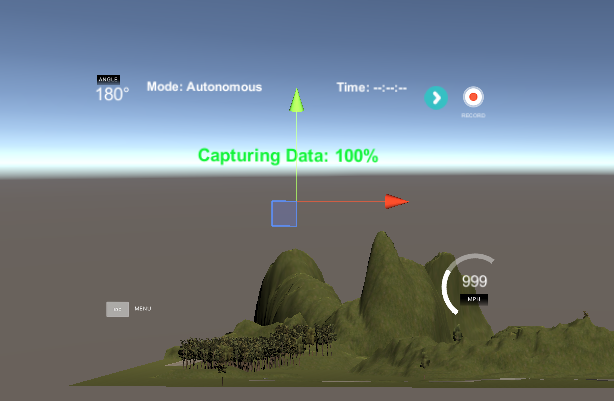 ANGLE
180°
Mode: Autonomous
Time: --:--:--
RECORD
Capturing Data: 100%
999
MPH
MENU